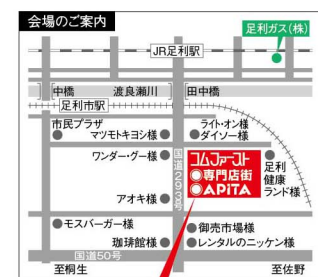 会場のご案内
足利ガス(株)
JR足利駅
中橋
渡良瀬川
田中橋
足利市駅
市民プラザ
マツモトキヨシ様
ライト・オン様
ダイソー様
ワンダー・グー様
国道293号
コムファースト
専門店街
APiTA
足利
健康
ランド様
アオキ様
モスバーガー様
御売市場様
珈琲館様
レンタルのニッケン様
国道50号
至桐生
至佐野